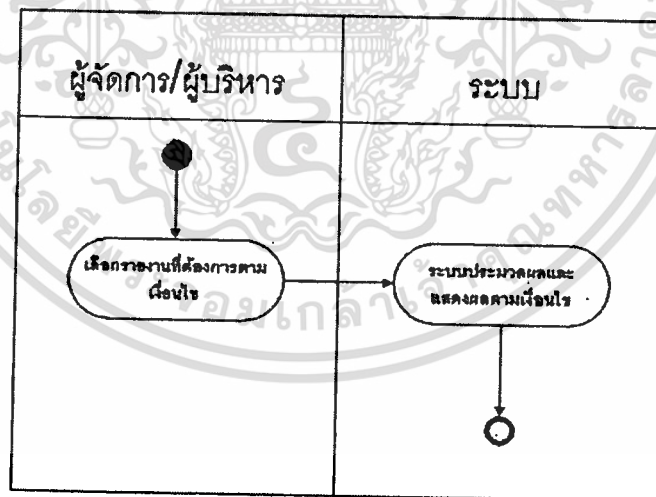 ผู้จัดการ/ผู้บริหาร
ระบบ
เลือกรายงานที่ต้องการตาม
เงื่อนไข
ระบบประมวลผลและ
แสดงผลตามเงื่อนไข